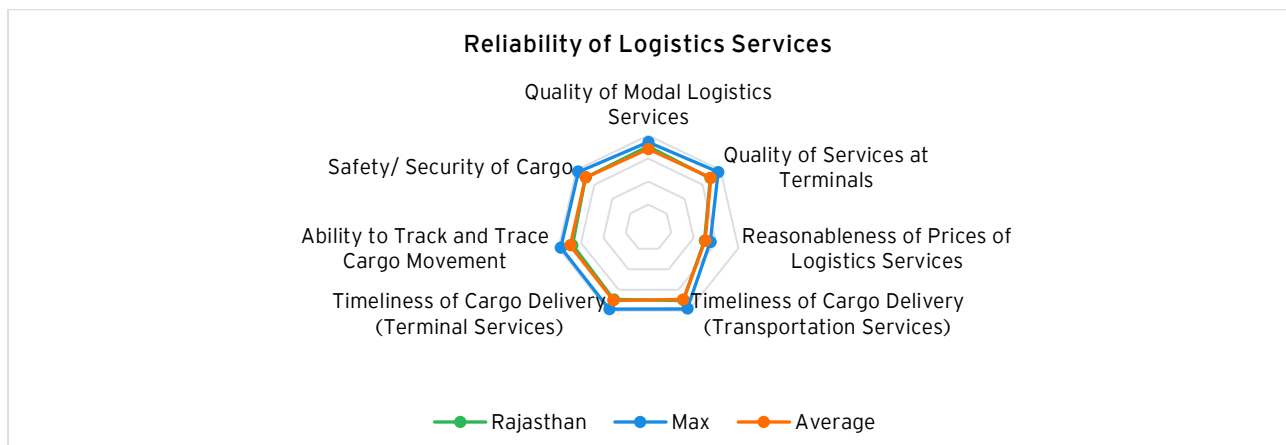 Reliability of Logistics Services
Quality of Modal Logistics
Services
Quality of Services at
Terminals
Reasonableness of Prices of
Logistics Services
Timeliness of Cargo Delivery
(Transportation Services)
Timeliness of Cargo Delivery
(Terminal Services)
Ability to Track and Trace
Cargo Movement
Safety/ Security of Cargo
Rajasthan
Max
Average